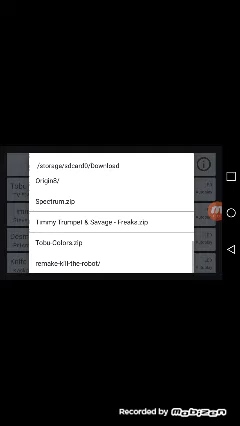 /storage/sdcard0/Download
Origin8/
Spectrum.zip
Timmy Trumpet & Savage - Freaks.zip
Tobu-Colors.zip
remake-kill-the-robot/
Tobu
Recorded by Mobizen